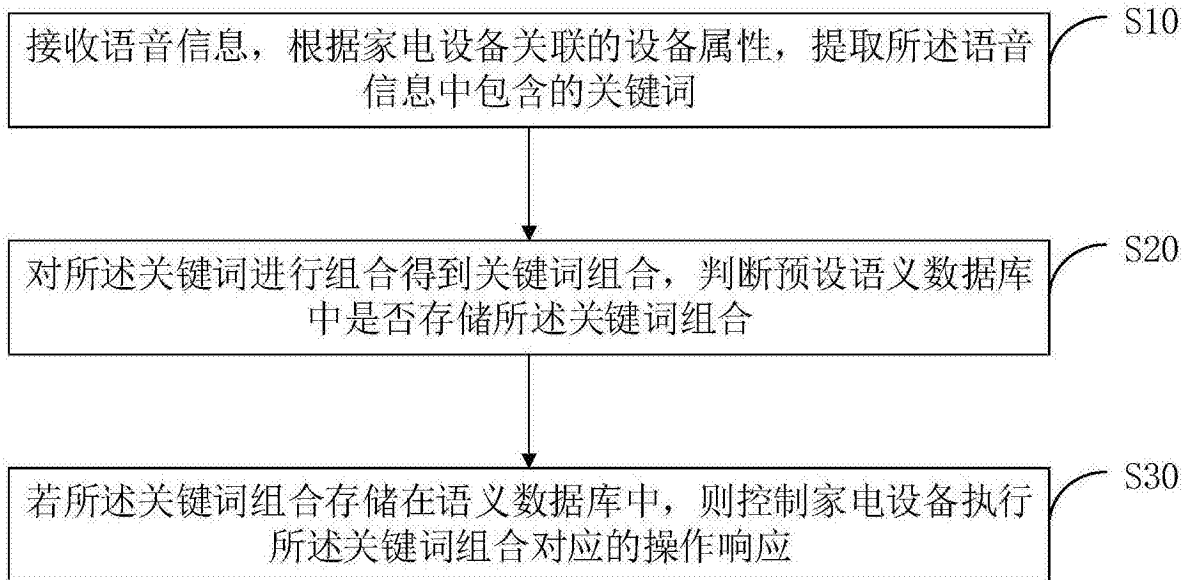 接收语音信息，根据家电设备关联的设备属性，提取所述语音
信息中包含的关键词
S10
对所述关键词进行组合得到关键词组合，判断预设语义数据库
中是否存储所述关键词组合
S20
若所述关键词组合存储在语义数据库中，则控制家电设备执行
所述关键词组合对应的操作响应
S30